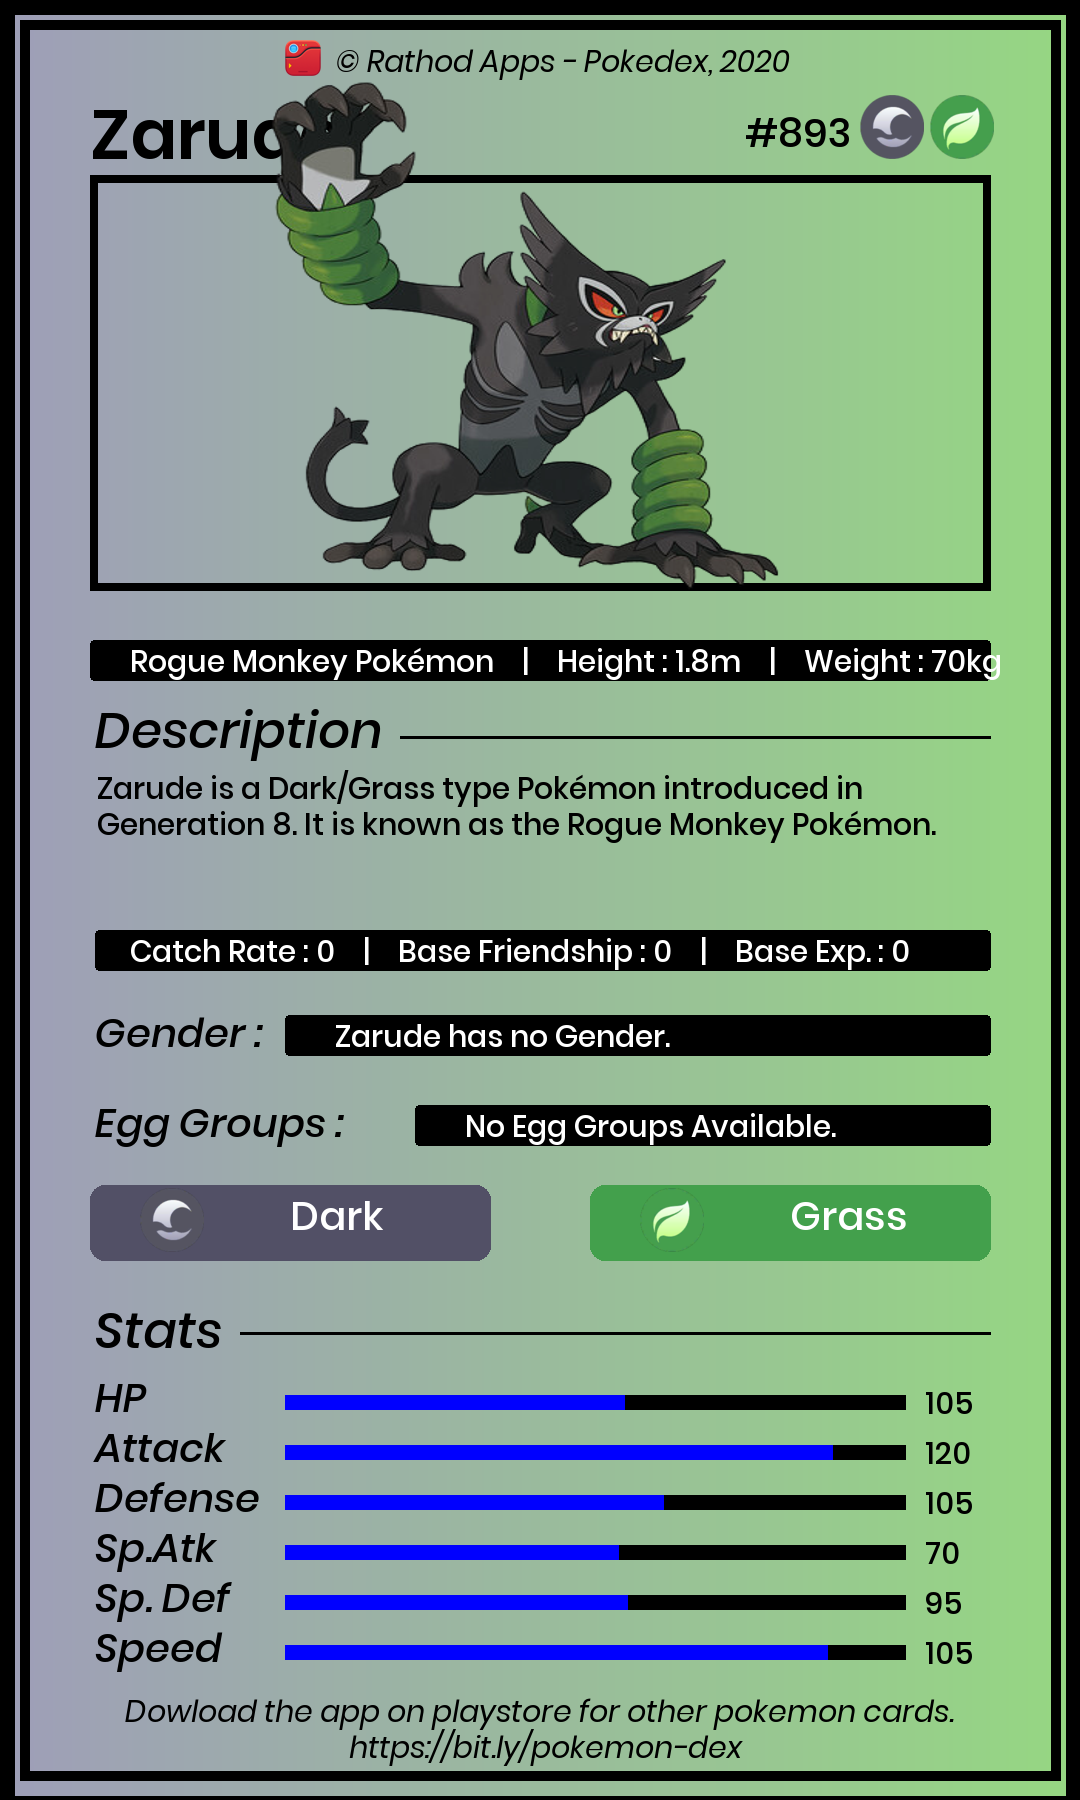 © Rathod Apps - Pokedex, 2020
Zaruc
#893
Rogue Monkey Pokémon | Height : 1.8m | Weight : 70kg
Description
Zarude is a Dark/Grass type Pokémon introduced in
Generation 8. It is known as the Rogue Monkey Pokémon.
Catch Rate : 0 | Base Friendship : 0 | Base Exp. : 0
Gender : Zarude has no Gender.
Egg Groups : No Egg Groups Available.
Dark Grass
Stats
HP 105
Attack 120
Defense 105
Sp.Atk 70
Sp. Def 95
Speed 105
Dowload the app on playstore for other pokemon cards.
https://bit.ly/pokemon-dex